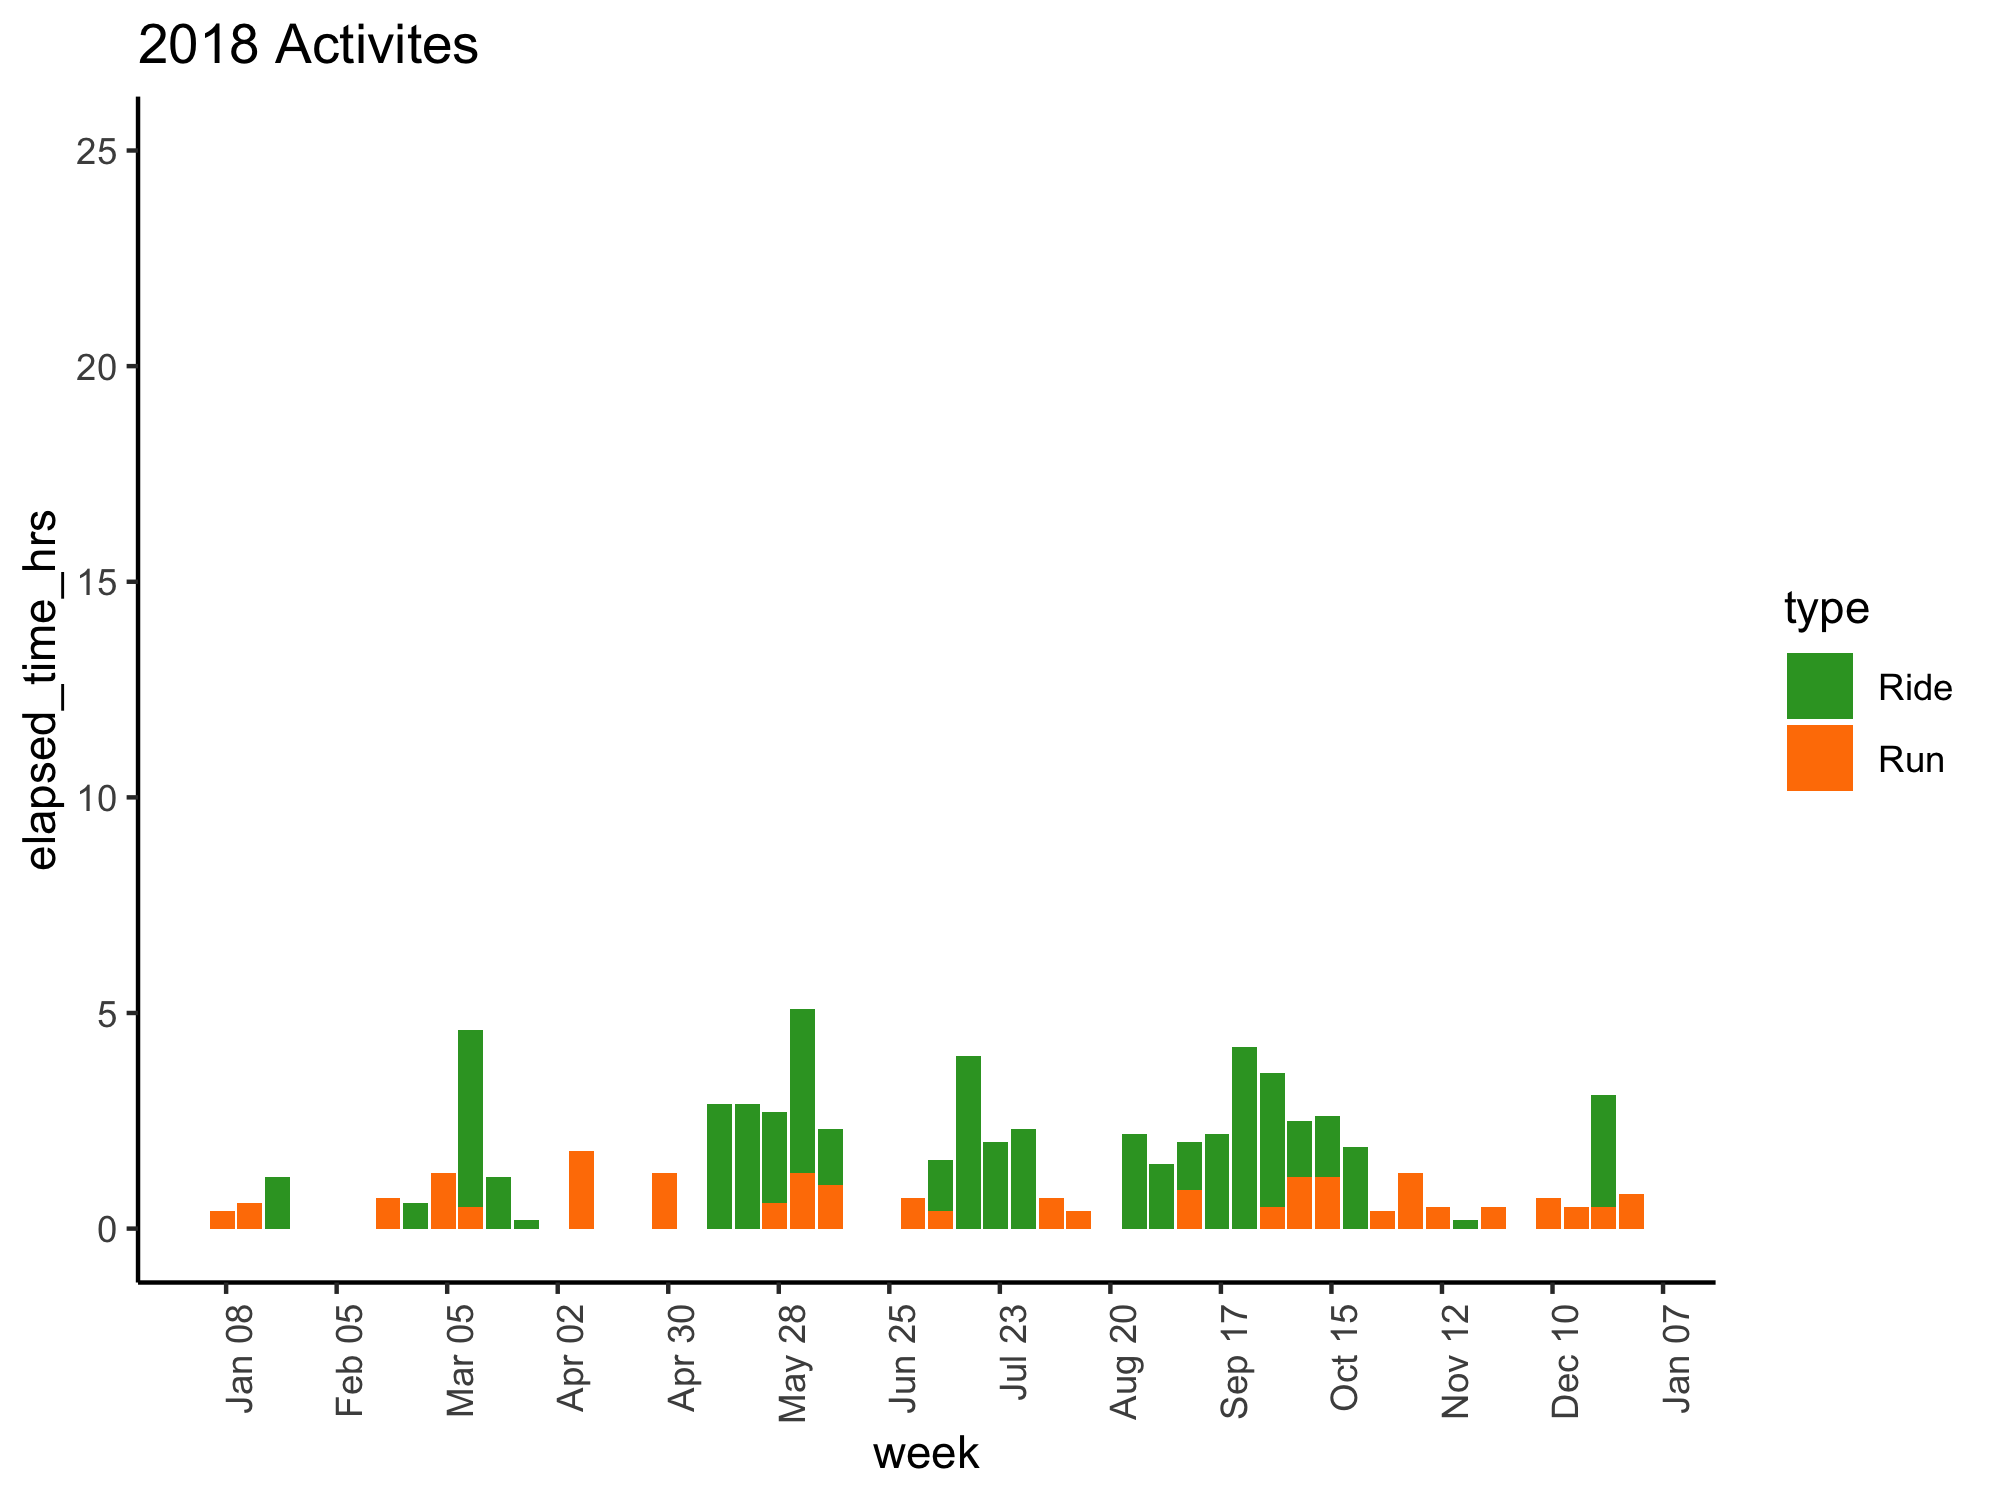 2018 Activites
elapsed_time_hrs
25
20
15
10
5
0
Jan 08
Feb 05
Mar 05
Apr 02
Apr 30
May 28
Jun 25
Jul 23
Aug 20
Sep 17
Oct 15
Nov 12
Dec 10
Jan 07
week
type
Ride
Run